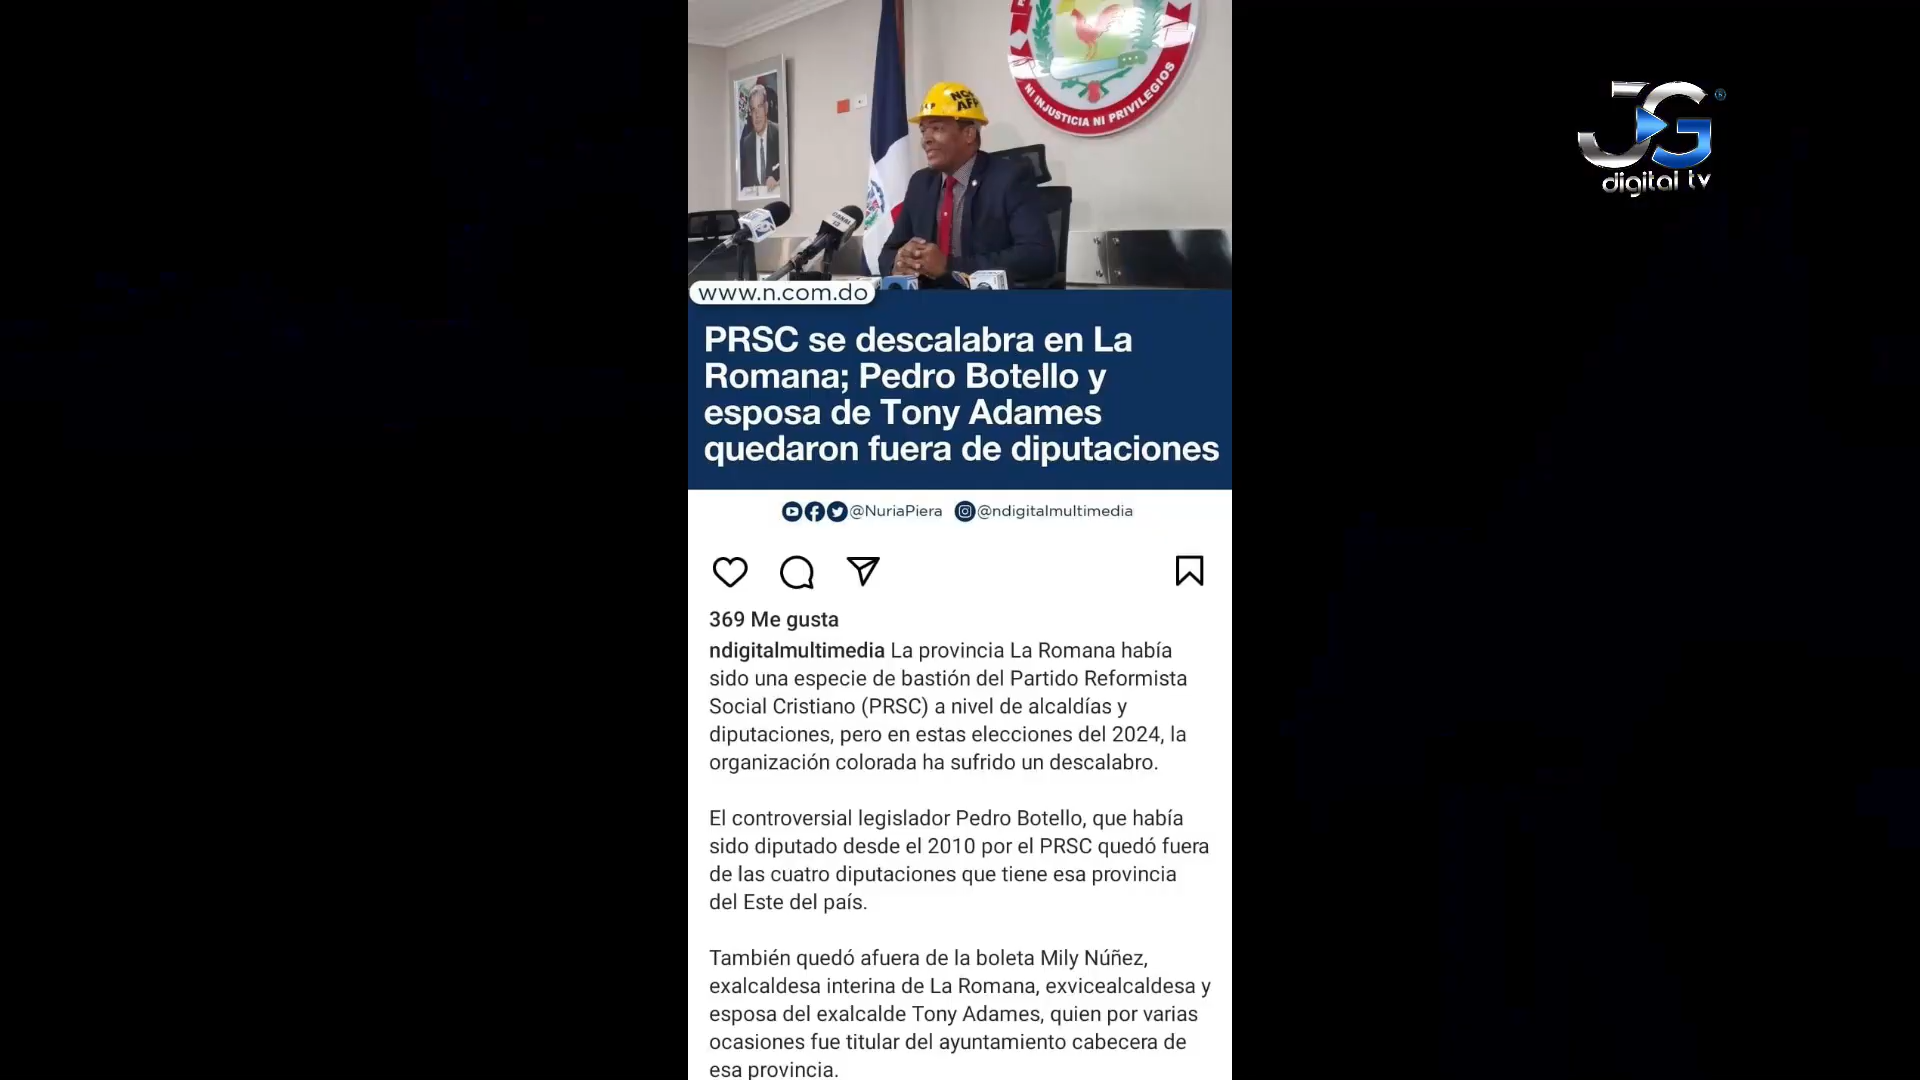 NI INJUSTICIA NI PRIVILEGIOS
NO
AFP
CANAL
JG
digital tv
www.n.com.do
PRSC se descalabra en La
Romana; Pedro Botello y
esposa de Tony Adames
quedaron fuera de diputaciones
@NuriaPiera @ndigitalmultimedia
369 Me gusta
ndigitalmultimedia La provincia La Romana había
sido una especie de bastión del Partido Reformista
Social Cristiano (PRSC) a nivel de alcaldías y
diputaciones, pero en estas elecciones del 2024, la
organización colorada ha sufrido un descalabro.
El controversial legislador Pedro Botello, que había
sido diputado desde el 2010 por el PRSC quedó fuera
de las cuatro diputaciones que tiene esa provincia
del Este del país.
También quedó afuera de la boleta Mily Núñez,
exalcaldesa interina de La Romana, exvicealcaldesa y
esposa del exalcalde Tony Adames, quien por varias
ocasiones fue titular del ayuntamiento cabecera de
esa provincia.